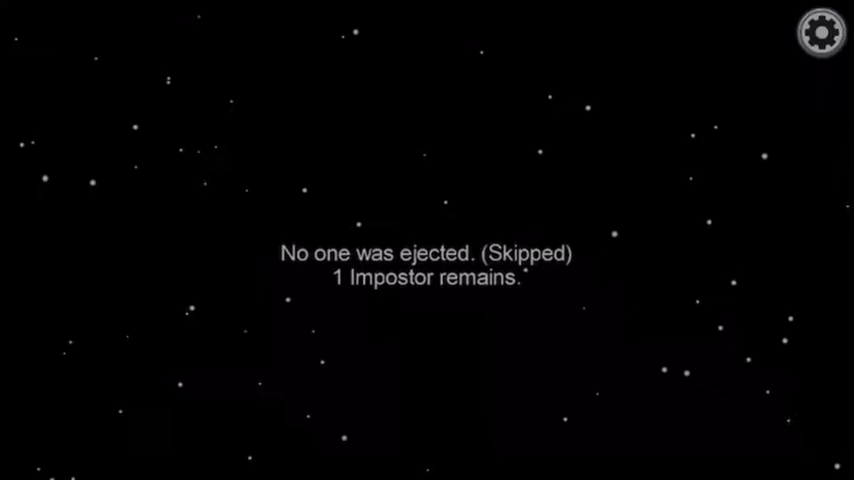 No one was ejected. (Skipped)
1 Impostor remains.